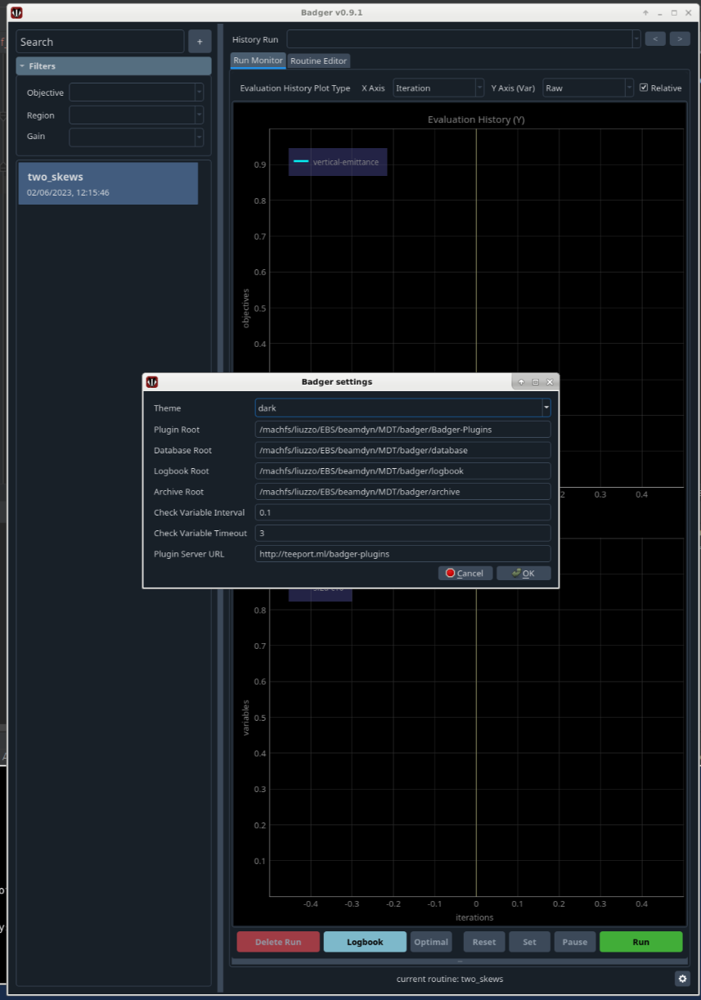 Badger v0.9.1
Search
+
History Run
<
>
Filters
Run Monitor
Routine Editor
Objective
Region
Gain
Evaluation History Plot Type
X Axis
Iteration
Y Axis (Var)
Raw
Relative
two_skews
02/06/2023, 12:15:46
Evaluation History (Y)
vertical-emittance
0.9
0.8
0.7
0.6
0.5
0.4
objectives
Badger settings
Theme
dark
Plugin Root
/machfs/liuzzo/EBS/beamdyn/MDT/badger/Badger-Plugins
Database Root
/machfs/liuzzo/EBS/beamdyn/MDT/badger/database
Logbook Root
/machfs/liuzzo/EBS/beamdyn/MDT/badger/logbook
Archive Root
/machfs/liuzzo/EBS/beamdyn/MDT/badger/archive
Check Variable Interval
0.1
Check Variable Timeout
3
Plugin Server URL
http://teeport.ml/badger-plugins
Cancel
OK
2
0.3
0.4
0.8
0.7
0.6
0.5
0.4
0.3
0.2
0.1
variables
-0.4
-0.3
-0.2
-0.1
0
0.1
0.2
0.3
0.4
iterations
Delete Run
Logbook
Optimal
Reset
Set
Pause
Run
current routine: two_skews